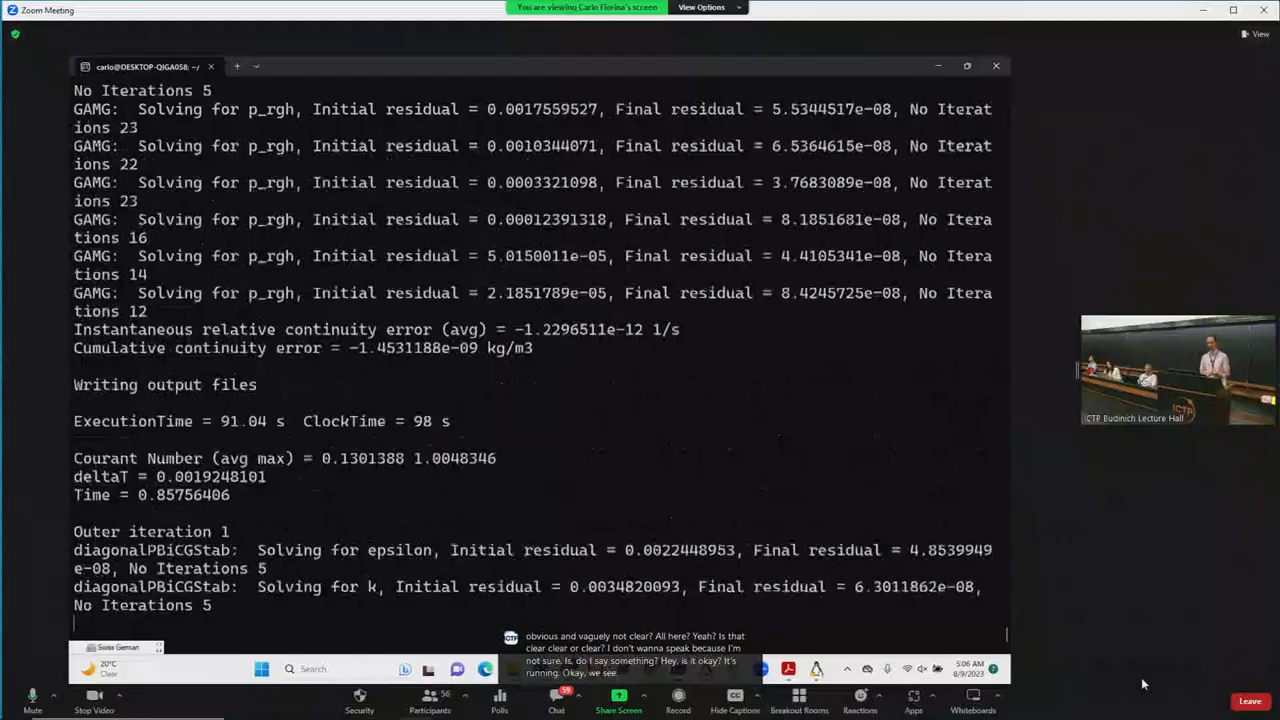 Zoom Meeting
You are viewing Carlo Fiorina's screen
View Options
View
carlo@DESKTOP-QIGA058: ~/
No Iterations 5
GAMG:  Solving for p_rgh, Initial residual = 0.0017559527, Final residual = 5.5344517e-08, No Iterat
ions 23
GAMG:  Solving for p_rgh, Initial residual = 0.0010344071, Final residual = 6.5364615e-08, No Iterat
ions 22
GAMG:  Solving for p_rgh, Initial residual = 0.0003321098, Final residual = 3.7683089e-08, No Iterat
ions 23
GAMG:  Solving for p_rgh, Initial residual = 0.00012391318, Final residual = 8.1851681e-08, No Itera
tions 16
GAMG:  Solving for p_rgh, Initial residual = 5.0150011e-05, Final residual = 4.4105341e-08, No Itera
tions 14
GAMG:  Solving for p_rgh, Initial residual = 2.1851789e-05, Final residual = 8.4245725e-08, No Itera
tions 12
Instantaneous relative continuity error (avg) = -1.2296511e-12 1/s
Cumulative continuity error = -1.4531188e-09 kg/m3
Writing output files
ExecutionTime = 91.04 s  ClockTime = 98 s
Courant Number (avg max) = 0.1301388 1.0048346
deltaT = 0.0019248101
Time = 0.85756406
Outer iteration 1
diagonalPBiCGStab:  Solving for epsilon, Initial residual = 0.0022448953, Final residual = 4.8539949
e-08, No Iterations 5
diagonalPBiCGStab:  Solving for k, Initial residual = 0.0034820093, Final residual = 6.3011862e-08,
No Iterations 5
ICTP
ICTP Budinich Lecture Hall
Swiss German
ICTP
obvious and vaguely not clear? All here? Yeah? Is that
clear clear or clear? I don't wanna speak because I'm
not sure. Is, do I say something? Hey, is it okay? It's
running. Okay, we see.
20°C
Clear
Search
5:06 AM
8/9/2023
Mute
Stop Video
Security
Participants
56
Polls
Chat
59
Share Screen
Record
Hide Captions
Breakout Rooms
Reactions
Apps
Whiteboards
Leave